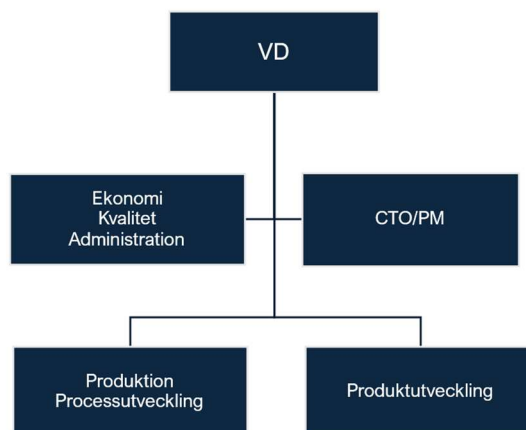 VD
Ekonomi
Kvalitet
Administration
CTO/PM
Produktion
Processutveckling
Produktutveckling